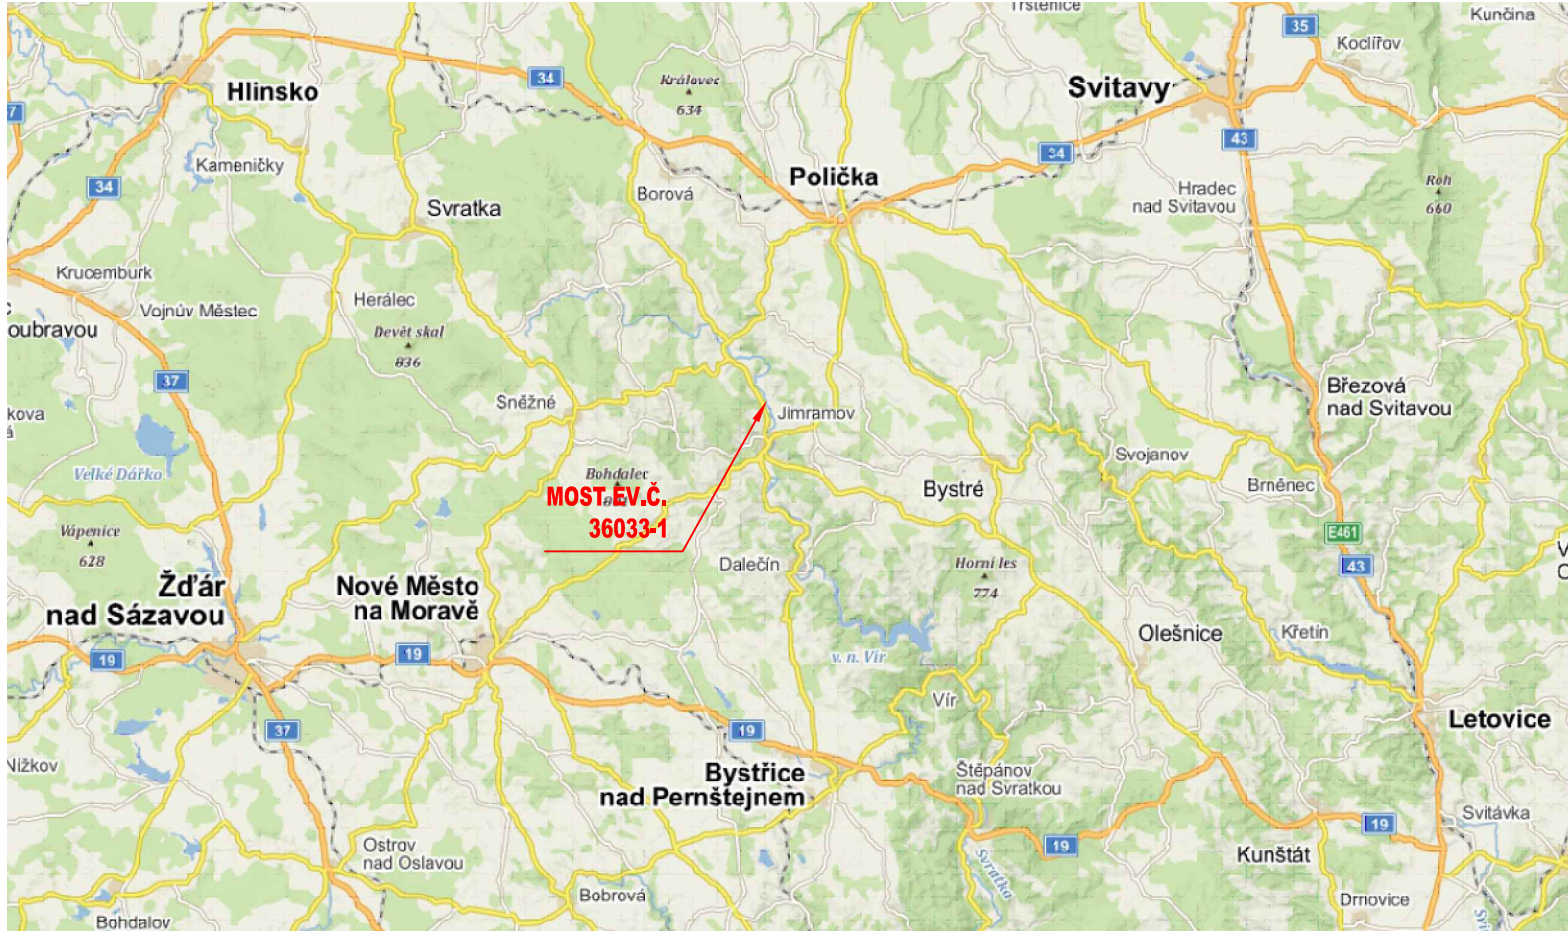 Trstěnice
35
Kunčina
Koclířov
34
Královec
634
Hlinsko
Svitavy
43
34
Kameničky
34
Polička
Borová
Hradec
nad Svitavou
Roh
660
Svratka
Krucemburk
Vojnův Městec
Herálec
oubravou
Devět skal
836
37
Březová
nad Svitavou
Sněžné
Jimramov
kova
Velké Dářko
Svojanov
Bohdalec
Bystré
Brněnec
MOST EV.Č.
36033-1
Vápenice
628
E461
43
Dalečín
Horní les
774
Žďár
nad Sázavou
Nové Město
na Moravě
Olešnice
Křetín
19
19
v. n. Vír
Vír
Letovice
37
19
Nížkov
Bystřice
nad Pernštejnem
Štěpánov
nad Svratkou
Svitávka
19
19
Ostrov
nad Oslavou
Kunštát
Svratka
Bobrová
Drnovice
Bohdalov